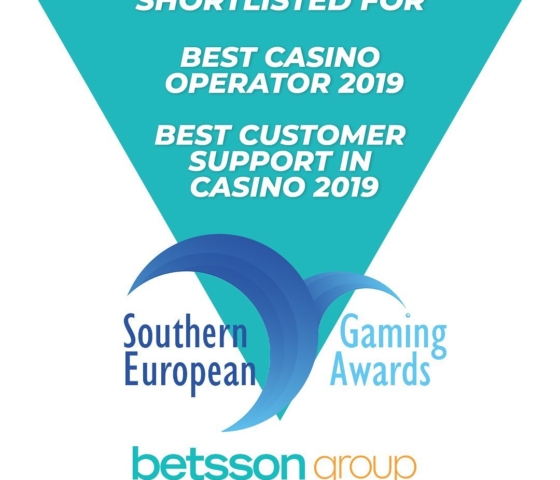 SHORTLISTED FOR
BEST CASINO
OPERATOR 2019
BEST CUSTOMER
SUPPORT IN
CASINO 2019
Southern Gaming
European Awards
betsson group